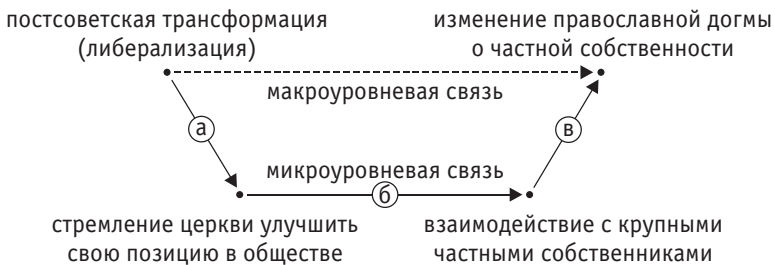 постсоветская трансформация
(либерализация)
изменение православной догмы
о частной собственности
макроуровневая связь
а
в
микроуровневая связь
б
стремление церкви улучшить
свою позицию в обществе
взаимодействие с крупными
частными собственниками